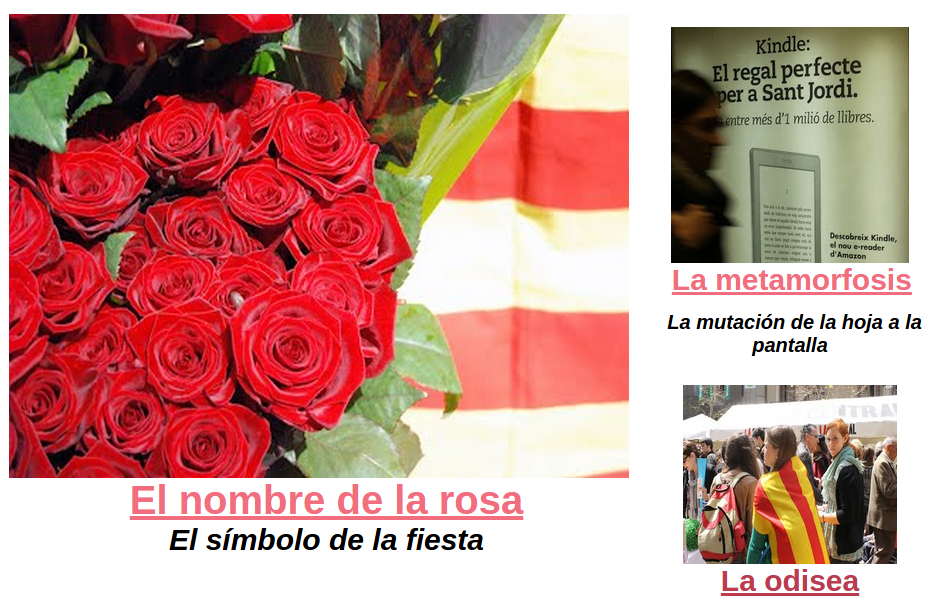 El nombre de la rosa
El símbolo de la fiesta
Kindle:
El regal perfecte
per a Sant Jordi.
entre més d'1 milió de llibres.
Descobreix Kindle,
el nou e-reader
d'Amazon
La metamorfosis
La mutación de la hoja a la
pantalla
La odisea